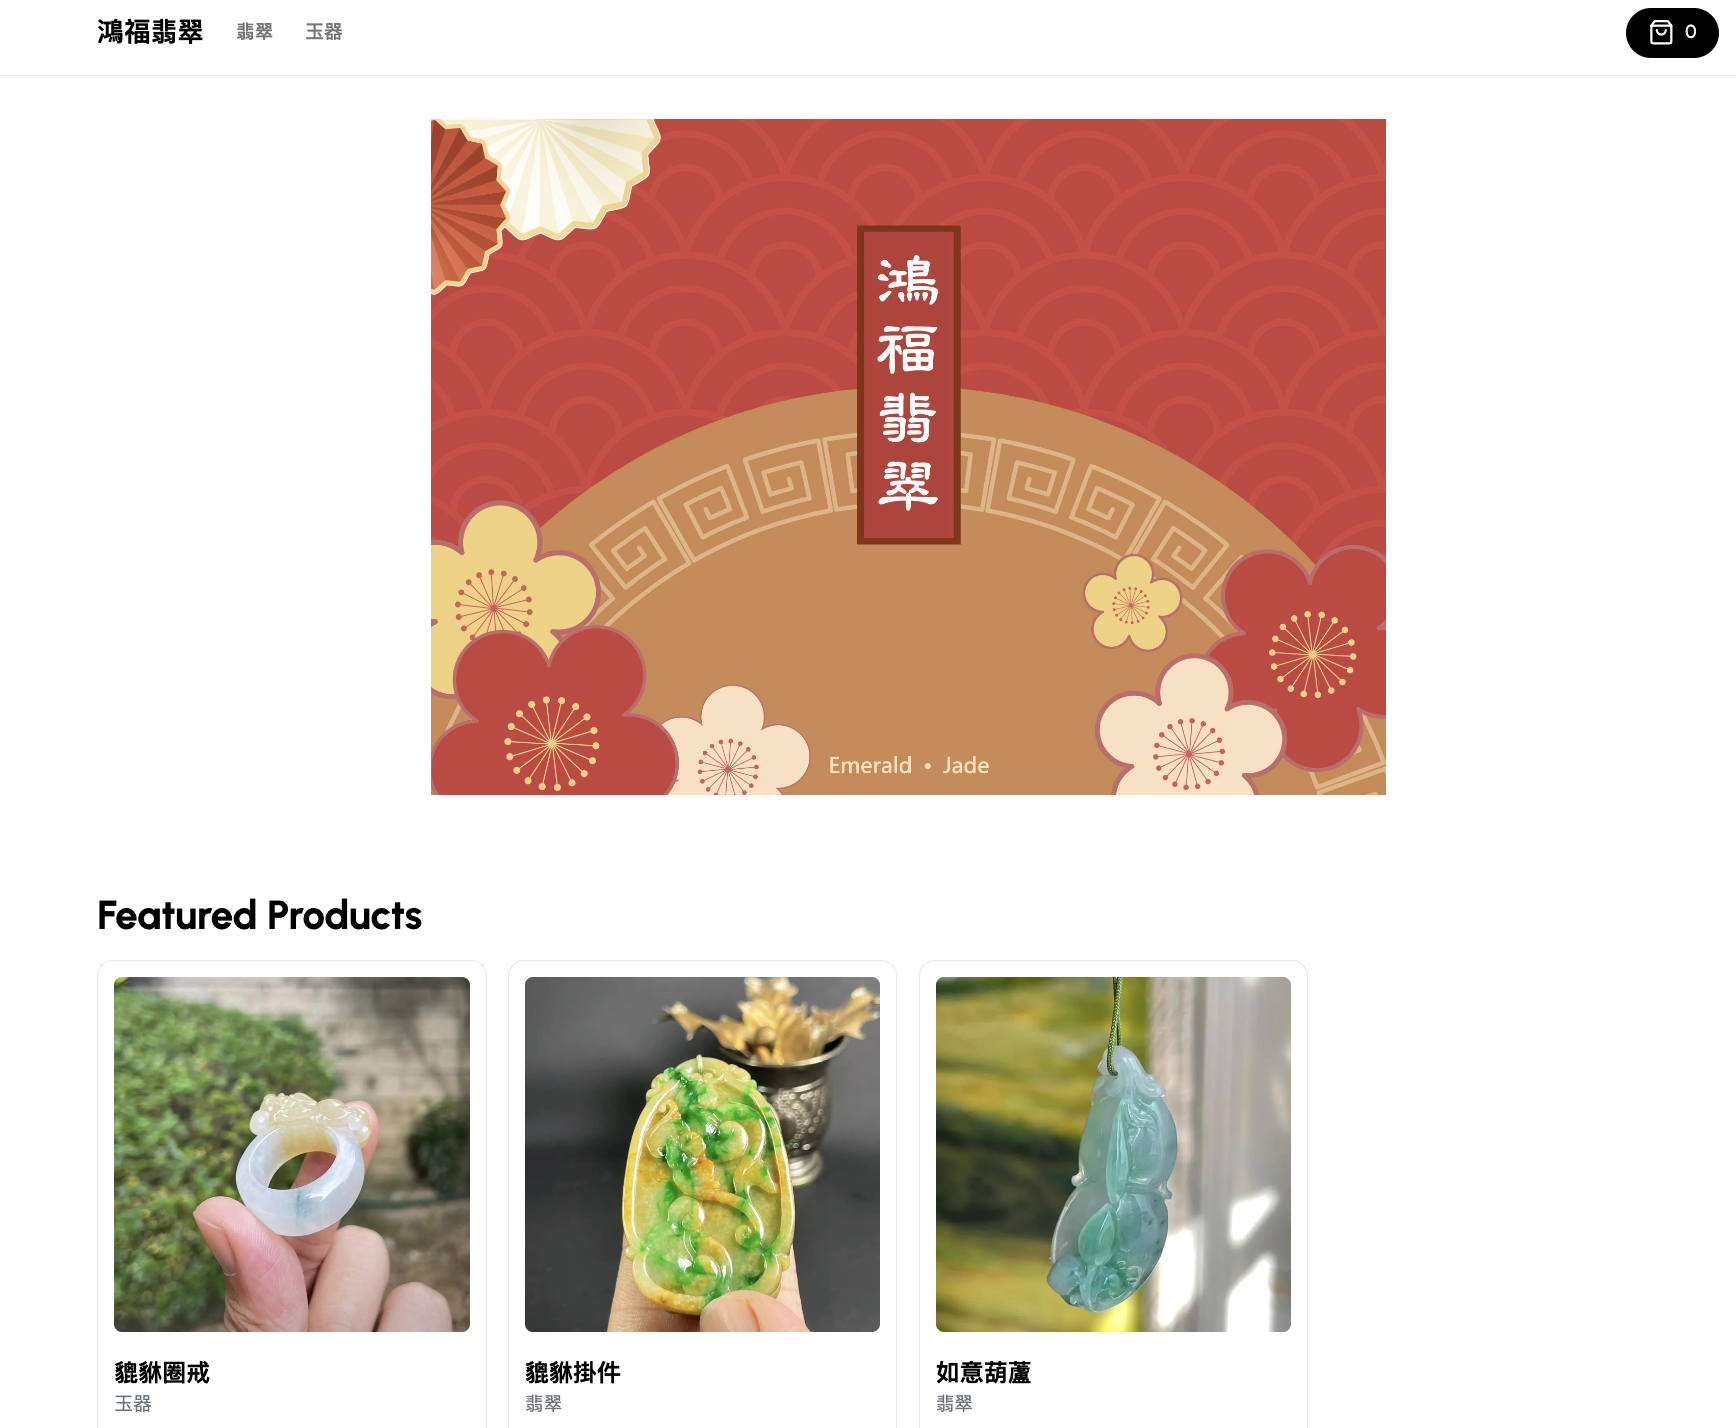 鴻福翡翠
翡翠
玉器
0
鴻福翡翠
Emerald • Jade
Featured Products
貔貅圈戒
玉器
貔貅掛件
翡翠
如意葫蘆
翡翠